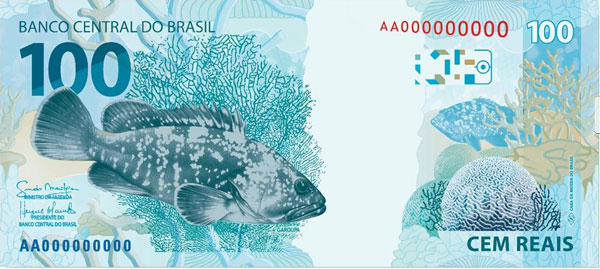 BANCO CENTRAL DO BRASIL
AA000000000
100
100
MINISTRO DA FAZENDA
PRESIDENTE DO
BANCO CENTRAL DO BRASIL
GAROUPA
CASA DA MOEDA DO BRASIL
AA000000000
CEM REAIS